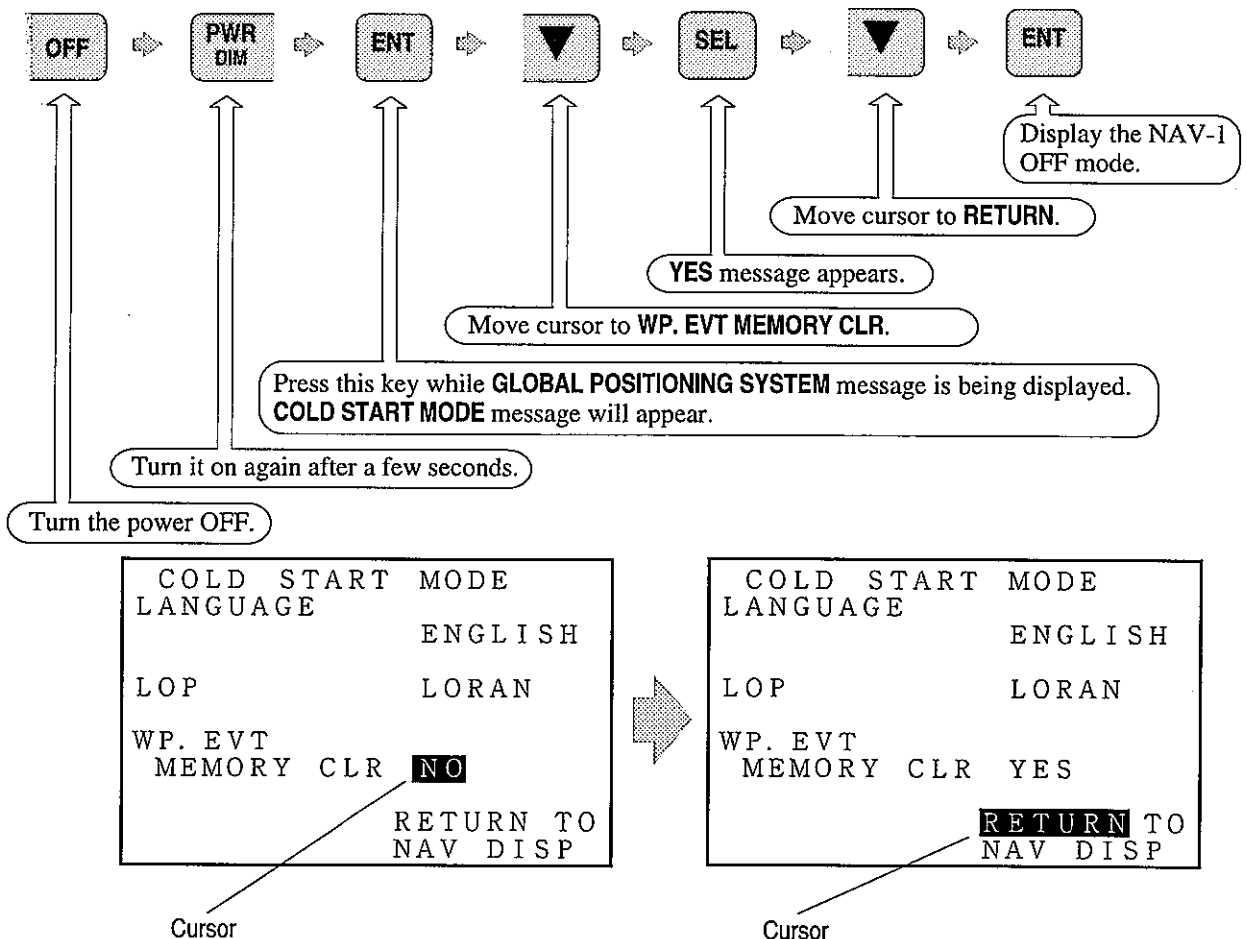 OFF
PWR
DIM
ENT
SEL
ENT
Display the NAV-1
OFF mode.
Move cursor to RETURN.
YES message appears.
Move cursor to WP. EVT MEMORY CLR.
Press this key while GLOBAL POSITIONING SYSTEM message is being displayed.
COLD START MODE message will appear.
Turn it on again after a few seconds.
Turn the power OFF.
COLD START MODE
LANGUAGE
ENGLISH
LOP LORAN
WP. EVT
MEMORY CLR NO
RETURN TO
NAV DISP
Cursor
COLD START MODE
LANGUAGE
ENGLISH
LOP LORAN
WP. EVT
MEMORY CLR YES
RETURN TO
NAV DISP
Cursor